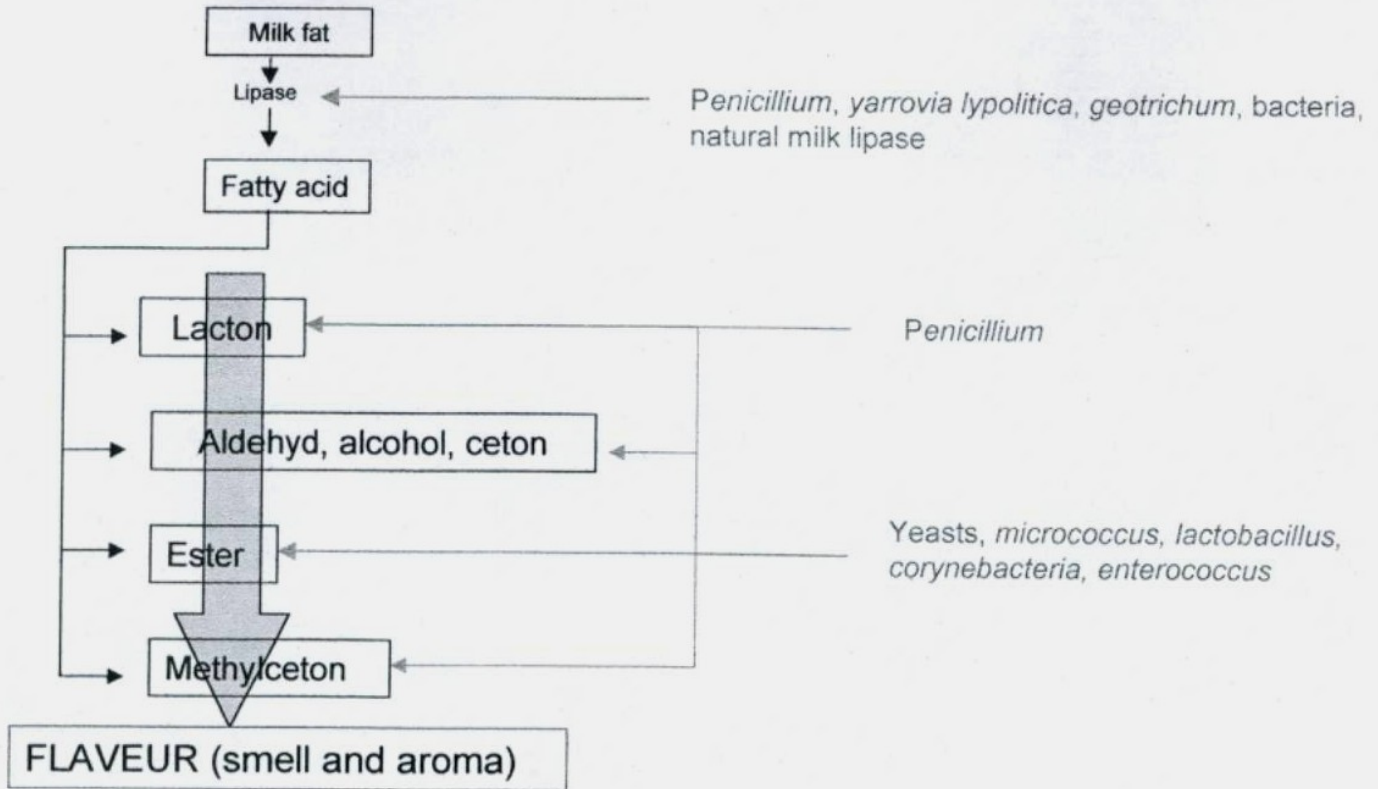 Milk fat
Lipase
Penicillium, yarrovia lypolitica, geotrichum, bacteria,
natural milk lipase
Fatty acid
Lacton
Penicillium
Aldehyd, alcohol, ceton
Ester
Yeasts, micrococcus, lactobacillus,
corynebacteria, enterococcus
Methylceton
FLAVEUR (smell and aroma)